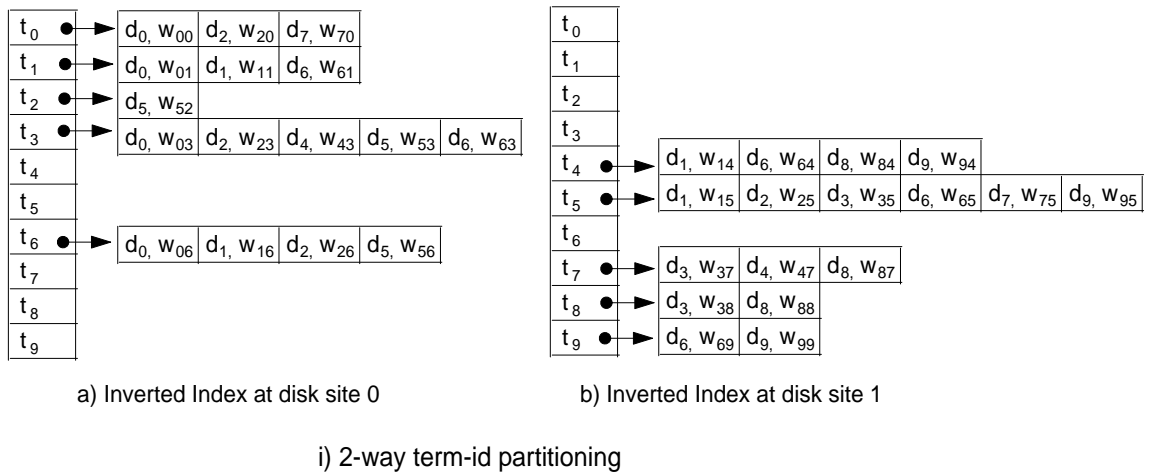 t₀ d₀, w₀₀ d₂, w₂₀ d₇, w₇₀
t₁ d₀, w₀₁ d₁, w₁₁ d₆, w₆₁
t₂ d₅, w₅₂
t₃ d₀, w₀₃ d₂, w₂₃ d₄, w₄₃ d₅, w₅₃ d₆, w₆₃
t₄
t₅
t₆ d₀, w₀₆ d₁, w₁₆ d₂, w₂₆ d₅, w₅₆
t₇
t₈
t₉
a) Inverted Index at disk site 0
t₀
t₁
t₂
t₃
t₄ d₁, w₁₄ d₆, w₆₄ d₈, w₈₄ d₉, w₉₄
t₅ d₁, w₁₅ d₂, w₂₅ d₃, w₃₅ d₆, w₆₅ d₇, w₇₅ d₉, w₉₅
t₆
t₇ d₃, w₃₇ d₄, w₄₇ d₈, w₈₇
t₈ d₃, w₃₈ d₈, w₈₈
t₉ d₆, w₆₉ d₉, w₉₉
b) Inverted Index at disk site 1
i) 2-way term-id partitioning